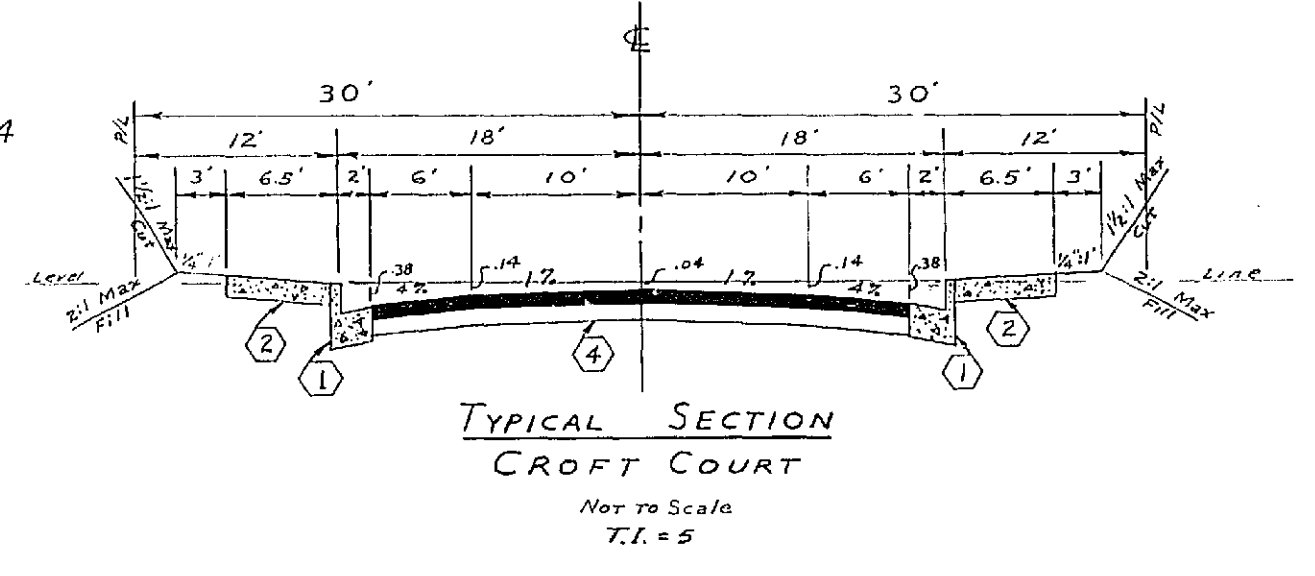 ℄
30' 30'
4
P/L 12' 18' 18' 12' P/L
3' 6.5' 2' 6' 10' 10' 6' 2' 6.5' 3'
1½:1 Max Cut 1½:1 Max Cut
¼":1' ¼":1'
Level .38 4% .14 1% .04 1% .14 4% .38 Line
2:1 Max Fill 2:1 Max Fill
2 1 4 1 2
TYPICAL SECTION
CROFT COURT
NOT TO Scale
T.I. = 5